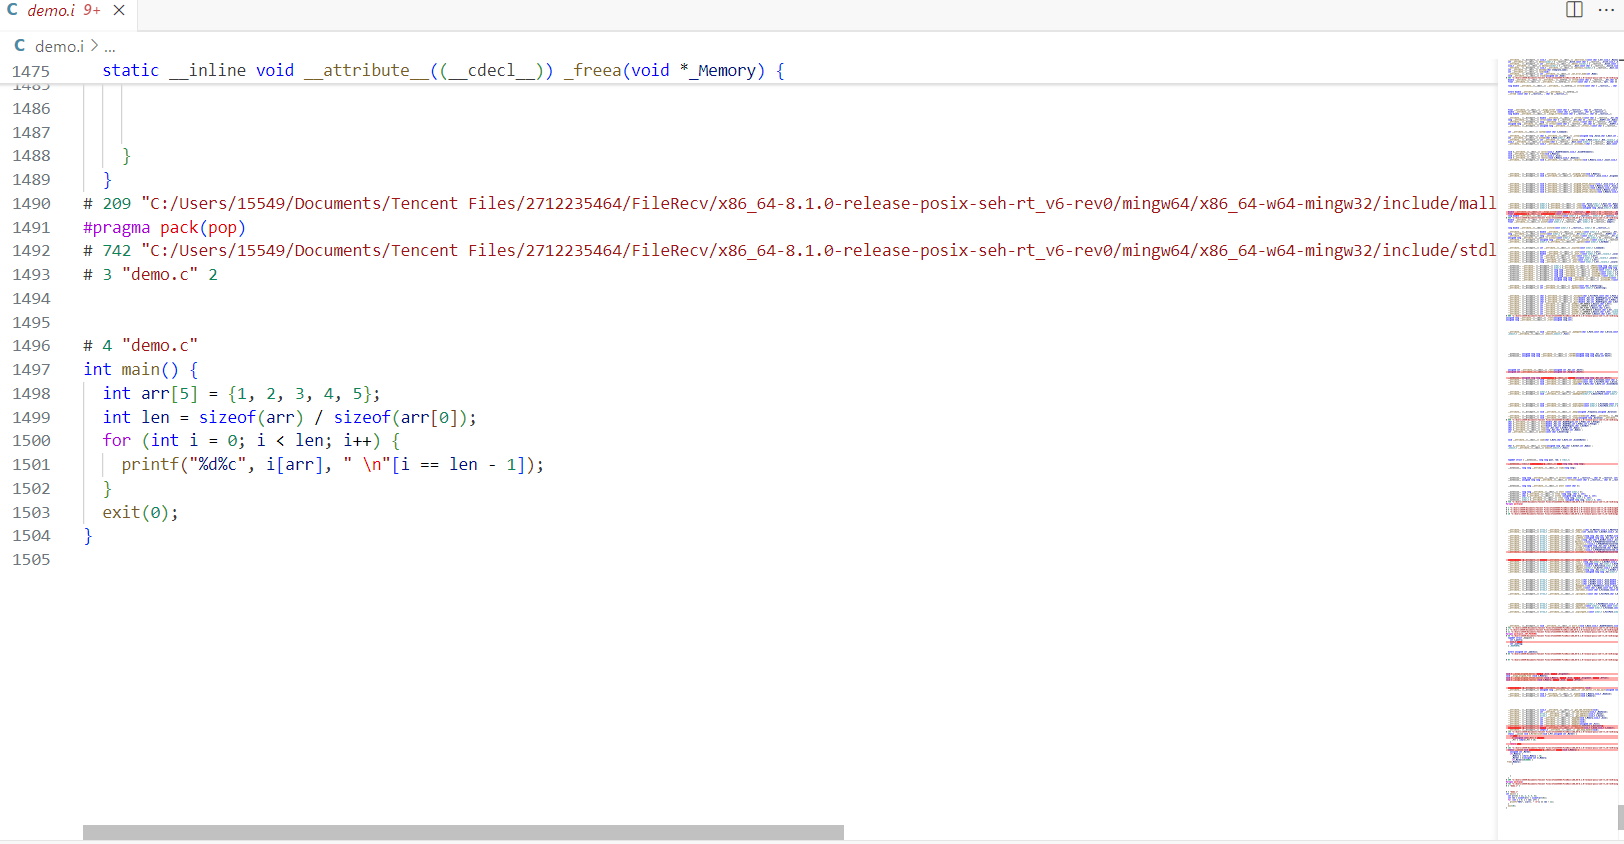 C demo.i 9+ ×
C demo.i > ...
1475 static __inline void __attribute__((__cdecl__)) _freea(void *_Memory) {
1485
1486
1487
1488 }
1489 }
1490 # 209 "C:/Users/15549/Documents/Tencent Files/2712235464/FileRecv/x86_64-8.1.0-release-posix-seh-rt_v6-rev0/mingw64/x86_64-w64-mingw32/include/mall
1491 #pragma pack(pop)
1492 # 742 "C:/Users/15549/Documents/Tencent Files/2712235464/FileRecv/x86_64-8.1.0-release-posix-seh-rt_v6-rev0/mingw64/x86_64-w64-mingw32/include/stdl
1493 # 3 "demo.c" 2
1494
1495
1496 # 4 "demo.c"
1497 int main() {
1498 int arr[5] = {1, 2, 3, 4, 5};
1499 int len = sizeof(arr) / sizeof(arr[0]);
1500 for (int i = 0; i < len; i++) {
1501 printf("%d%c", i[arr], " \n"[i == len - 1]);
1502 }
1503 exit(0);
1504 }
1505